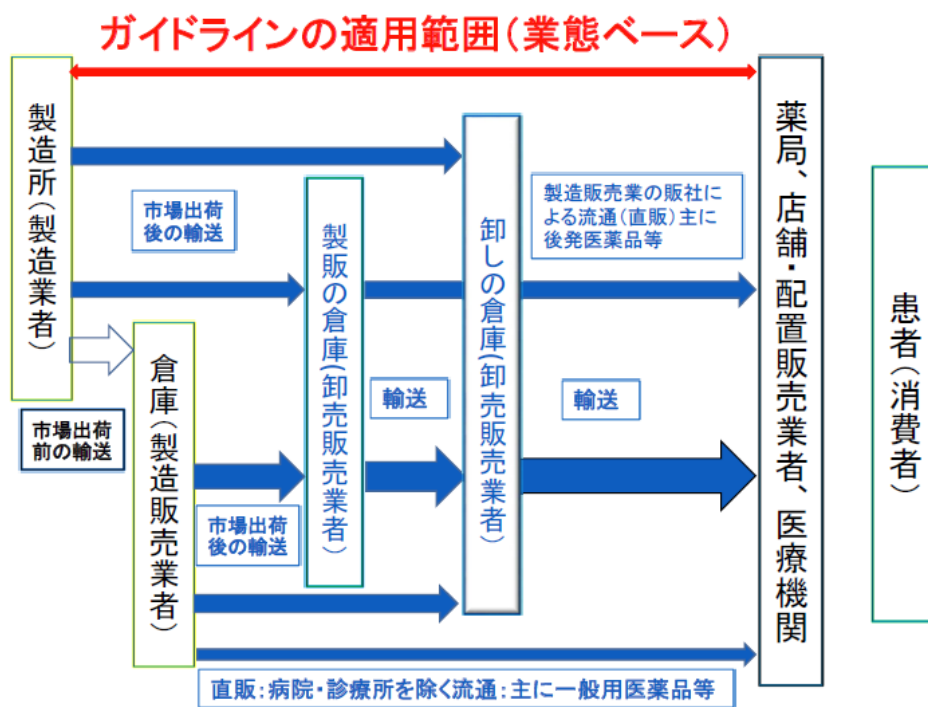 ガイドラインの適用範囲(業態ベース)
製造所(製造業者)
市場出荷
後の輸送
市場出荷
前の輸送
倉庫(製造販売業者)
市場出荷
後の輸送
製販の倉庫(卸売販売業者)
輸送
卸しの倉庫(卸売販売業者)
製造販売業の販社
による流通(直販)主に
後発医薬品等
輸送
直販:病院・診療所を除く流通:主に一般用医薬品等
薬局、店舗・配置販売業者、医療機関
患者(消費者)